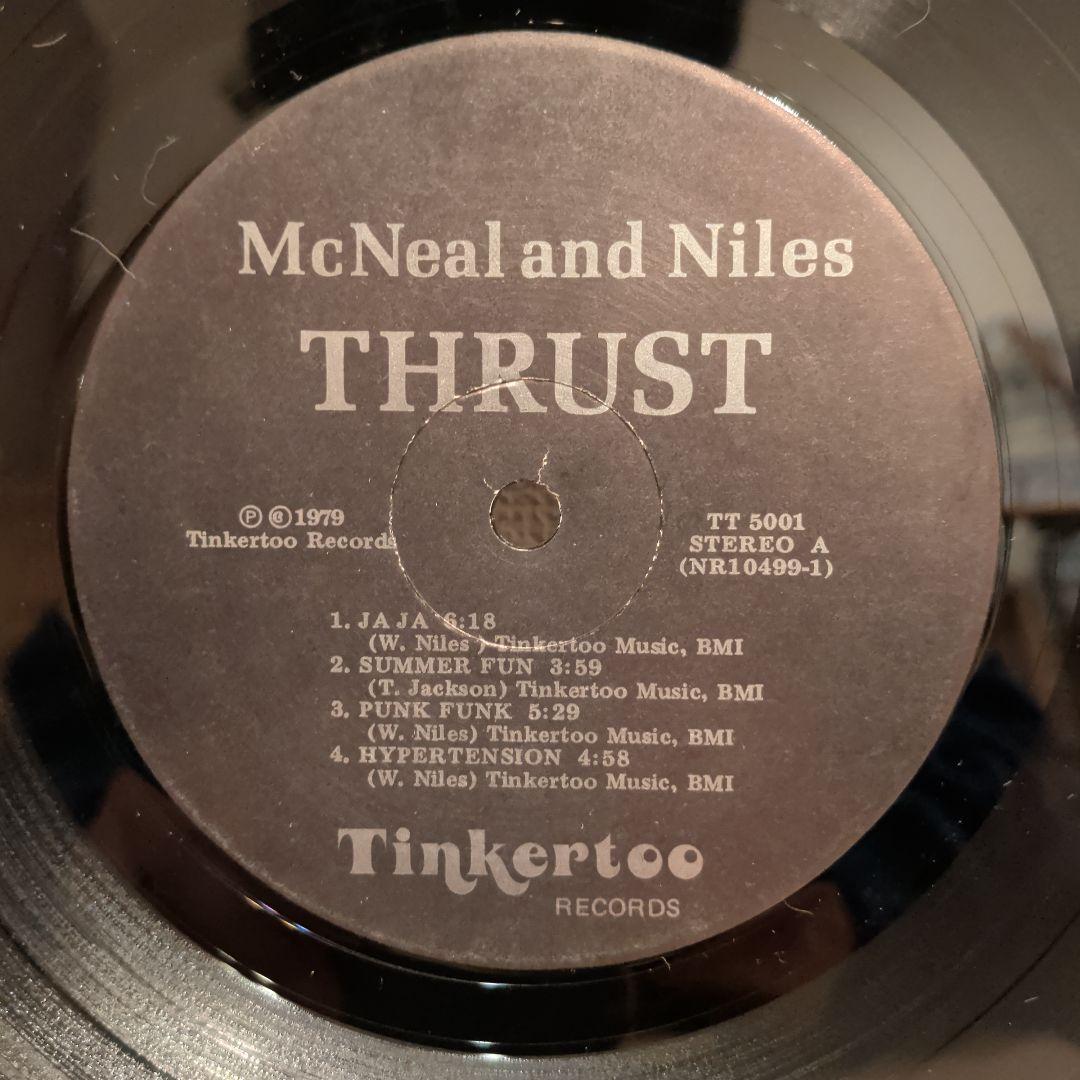 McNeal and Niles
THRUST
Ⓟ ©1979
Tinkertoo Records
TT 5001
STEREO A
(NR10499-1)
1. JA JA 6:18
(W. Niles ) Tinkertoo Music, BMI
2. SUMMER FUN 3:59
(T. Jackson) Tinkertoo Music, BMI
3. PUNK FUNK 5:29
(W. Niles) Tinkertoo Music, BMI
4. HYPERTENSION 4:58
(W. Niles) Tinkertoo Music, BMI
Tinkertoo
RECORDS